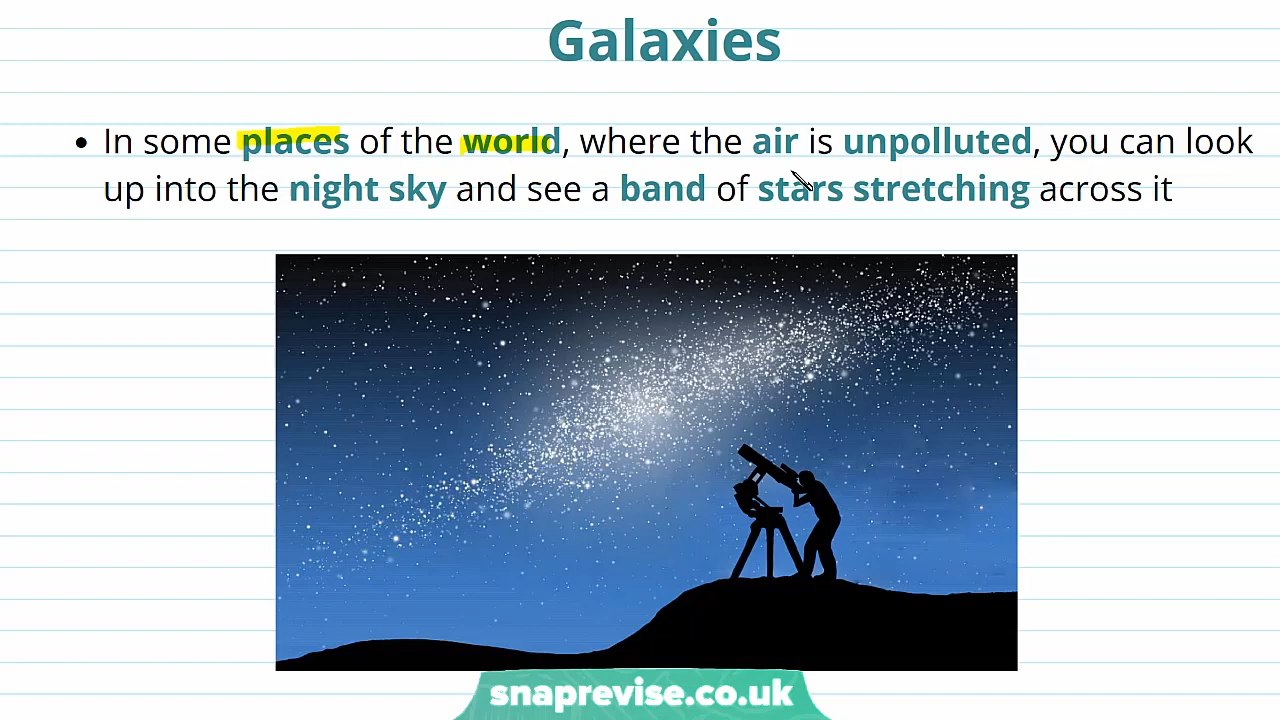 Galaxies
• In some places of the world, where the air is unpolluted, you can look
up into the night sky and see a band of stars stretching across it
snaprevise.co.uk